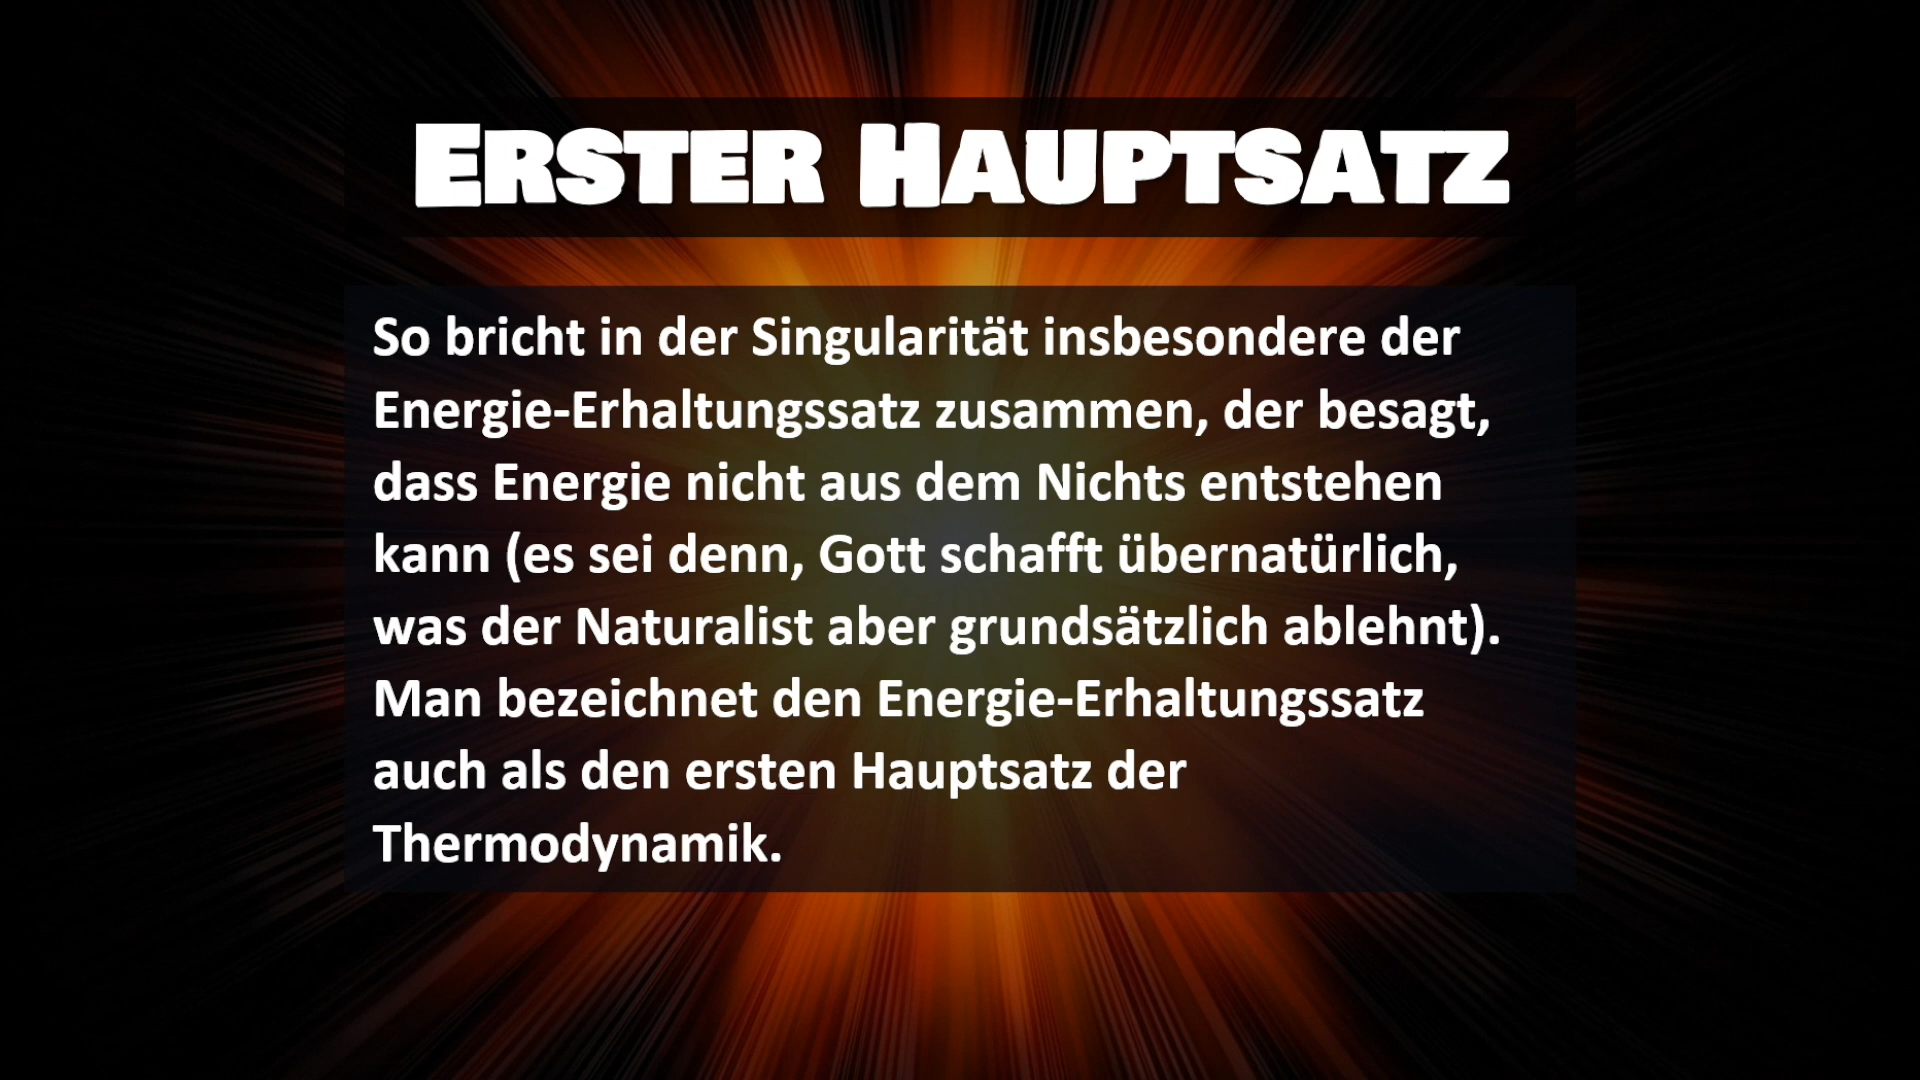 Erster Hauptsatz
So bricht in der Singularität insbesondere der
Energie-Erhaltungssatz zusammen, der besagt,
dass Energie nicht aus dem Nichts entstehen
kann (es sei denn, Gott schafft übernatürlich,
was der Naturalist aber grundsätzlich ablehnt).
Man bezeichnet den Energie-Erhaltungssatz
auch als den ersten Hauptsatz der
Thermodynamik.